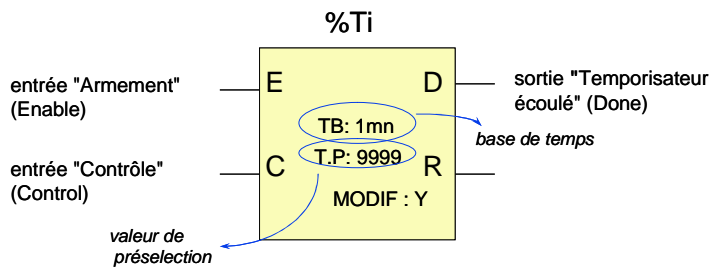 %Ti
entrée "Armement"
(Enable)
E
D
sortie "Temporisateur
écoulé" (Done)
TB: 1mn
base de temps
T.P: 9999
entrée "Contrôle"
(Control)
C
R
MODIF : Y
valeur de
préselection